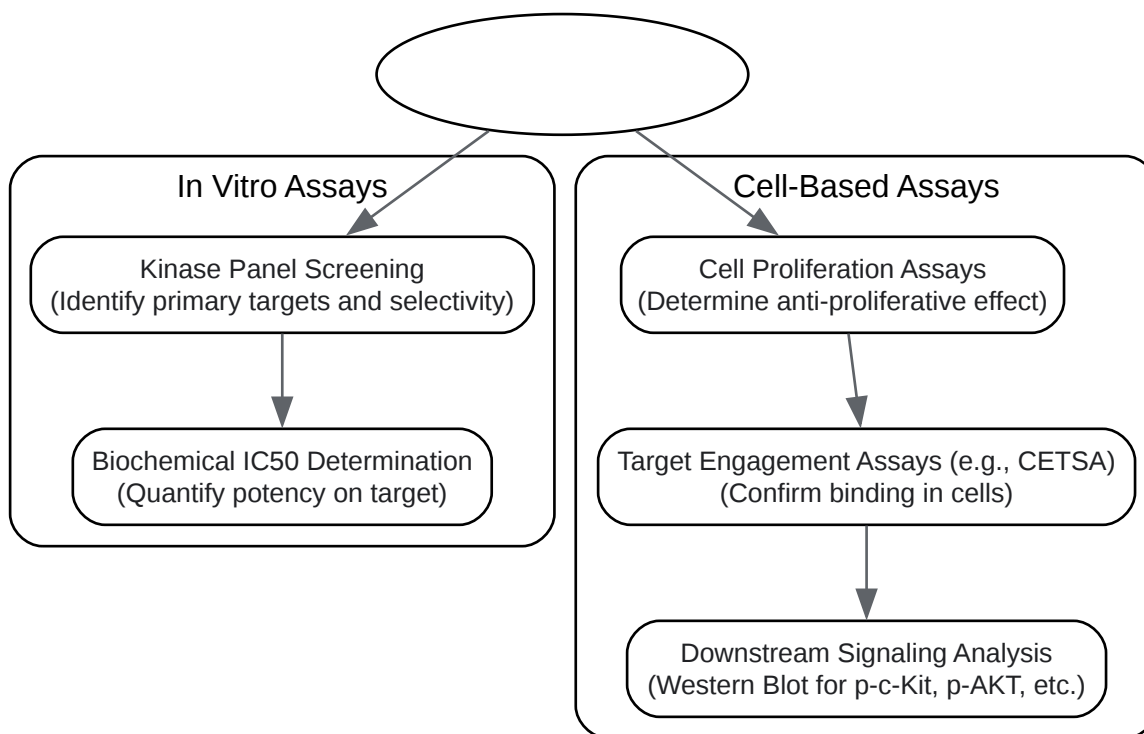 In Vitro Assays
Kinase Panel Screening
(Identify primary targets and selectivity)
Biochemical IC50 Determination
(Quantify potency on target)
Cell-Based Assays
Cell Proliferation Assays
(Determine anti-proliferative effect)
Target Engagement Assays (e.g., CETSA)
(Confirm binding in cells)
Downstream Signaling Analysis
(Western Blot for p-c-Kit, p-AKT, etc.)